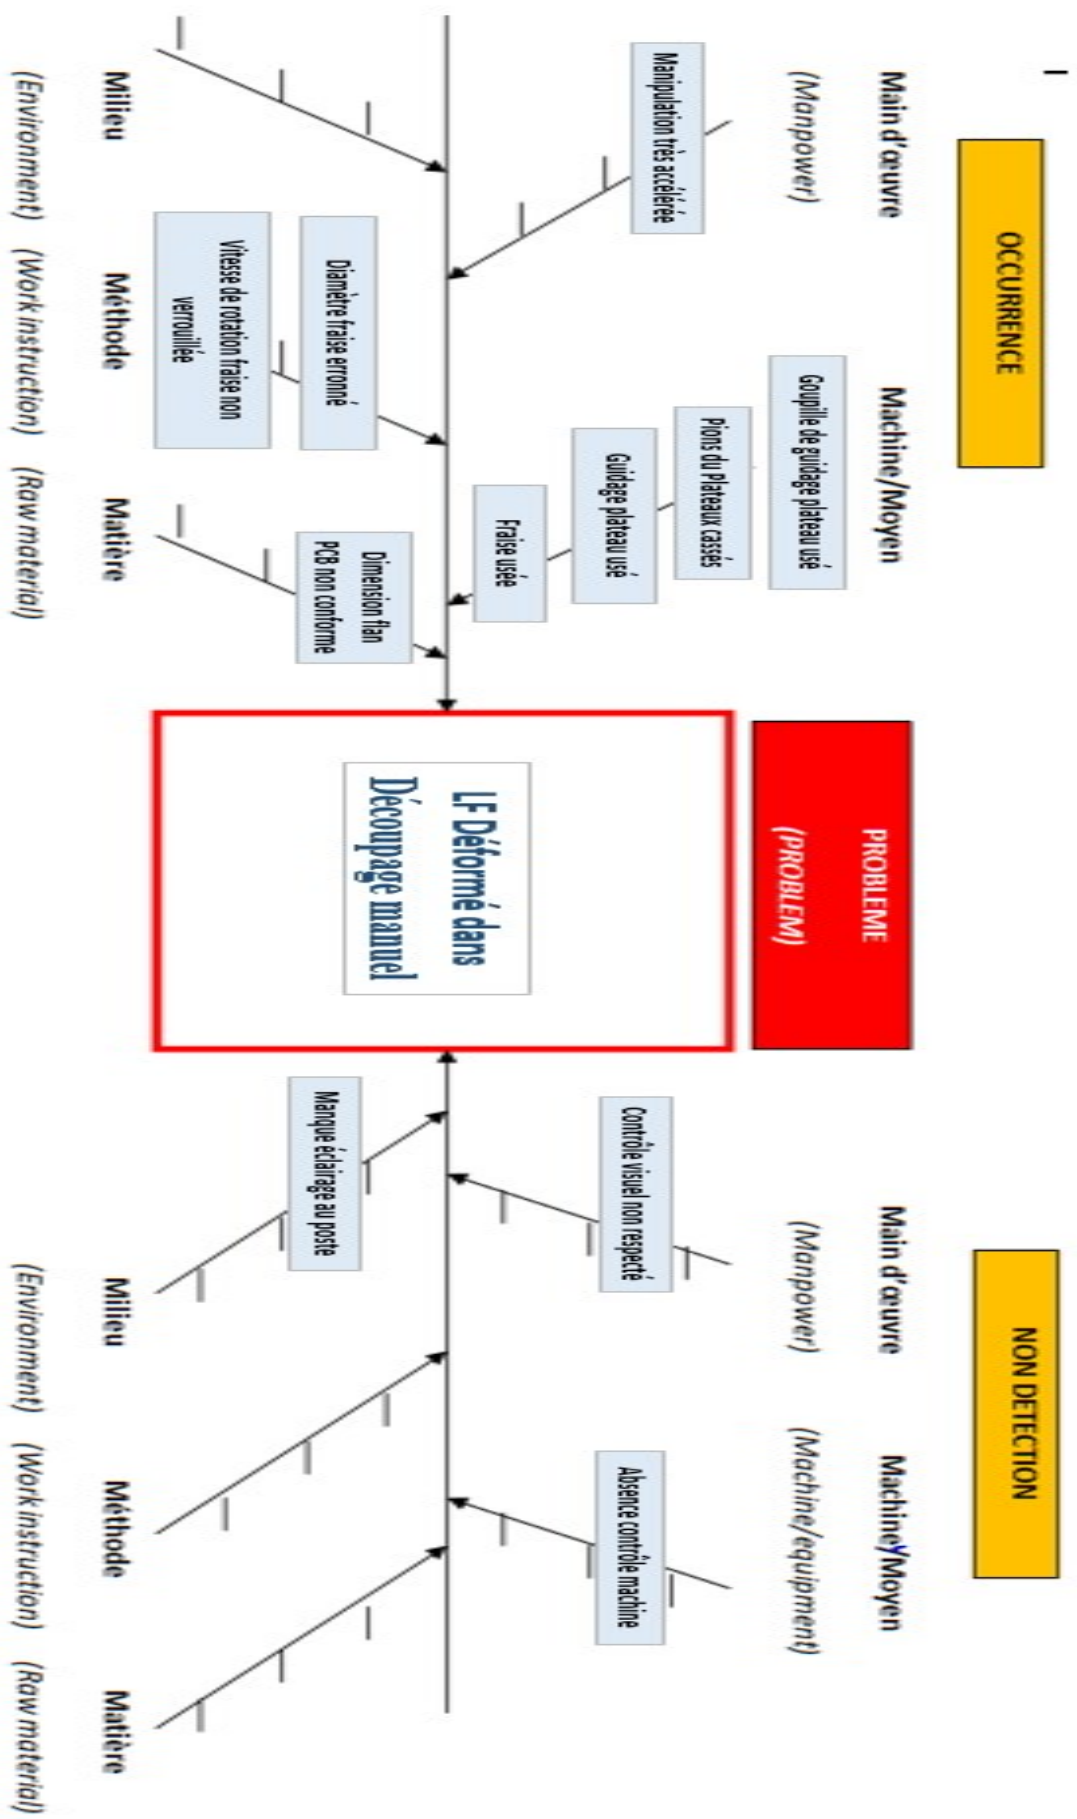 OCCURRENCE
Main d'œuvre
(Manpower)
Manipulation très accélérée
Machine/Moyen
Goupille de guidage plateau usé
Pions du Plateaux cassés
Guidage plateau usé
Fraise usée
Diamètre fraise erronné
Vitesse de rotation fraise non
verrouillée
Dimension flan
PCB non conforme
Milieu
(Environment)
Méthode
(Work instruction)
Matière
(Raw material)
PROBLEME
(PROBLEM)
LF Déformé dans
Découpage manuel
NON DETECTION
Main d'œuvre
(Manpower)
Contrôle visuel non respecté
Machine/Moyen
(Machine/equipment)
Absence contrôle machine
Manque éclairage au poste
Milieu
(Environment)
Méthode
(Work instruction)
Matière
(Raw material)